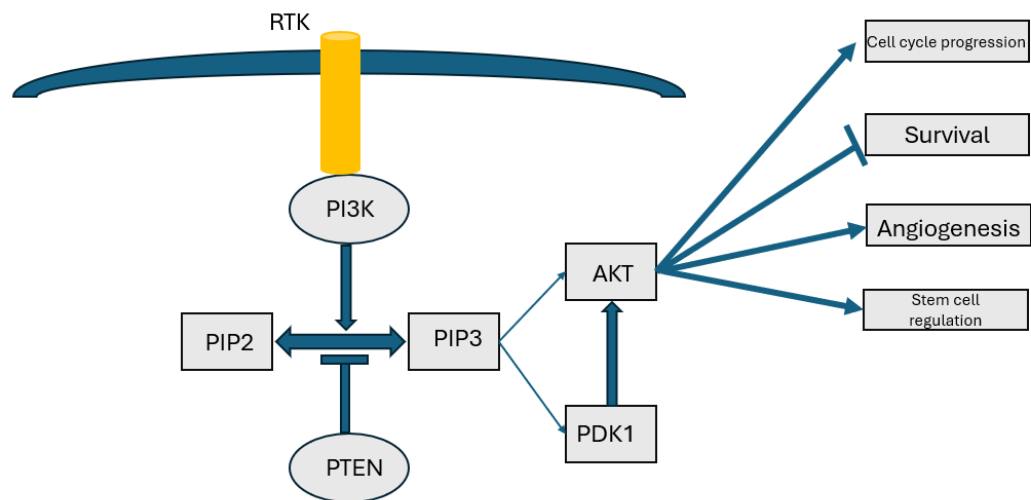 RTK
Cell cycle progression
Survival
PI3K
Angiogenesis
AKT
Stem cell
regulation
PIP2
PIP3
PDK1
PTEN